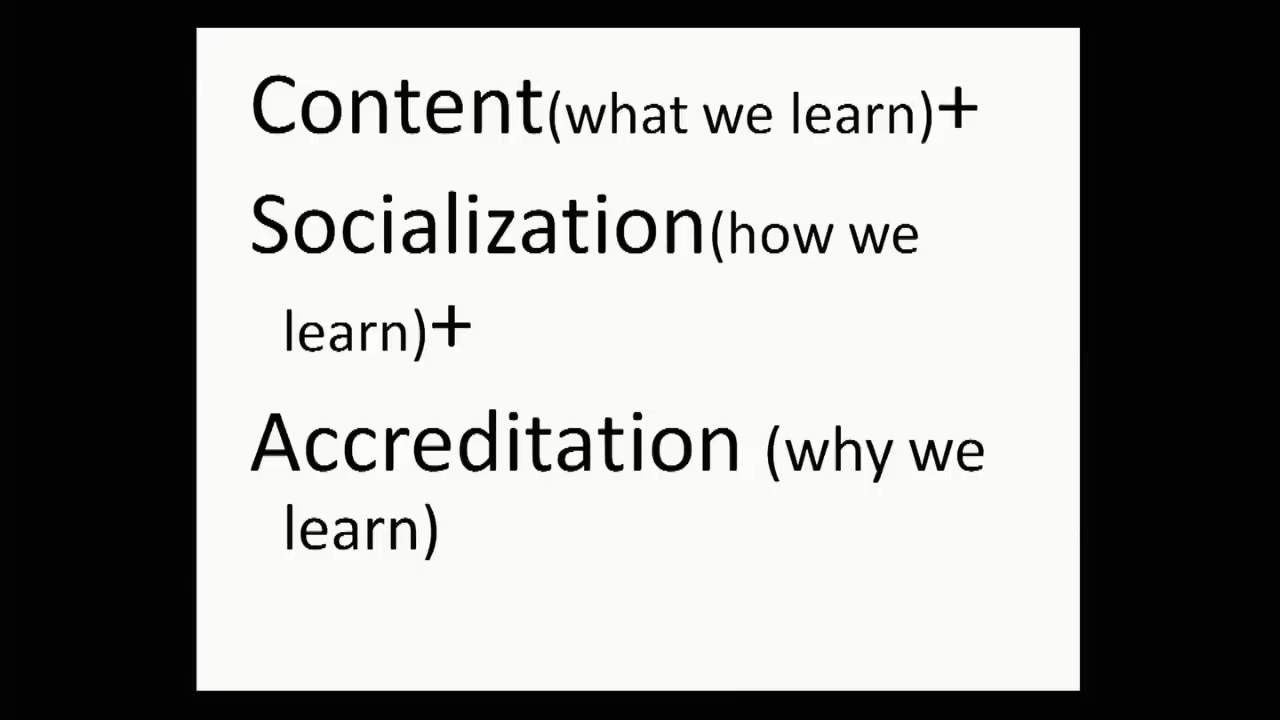 Content(what we learn)+
Socialization(how we
learn)+
Accreditation (why we
learn)